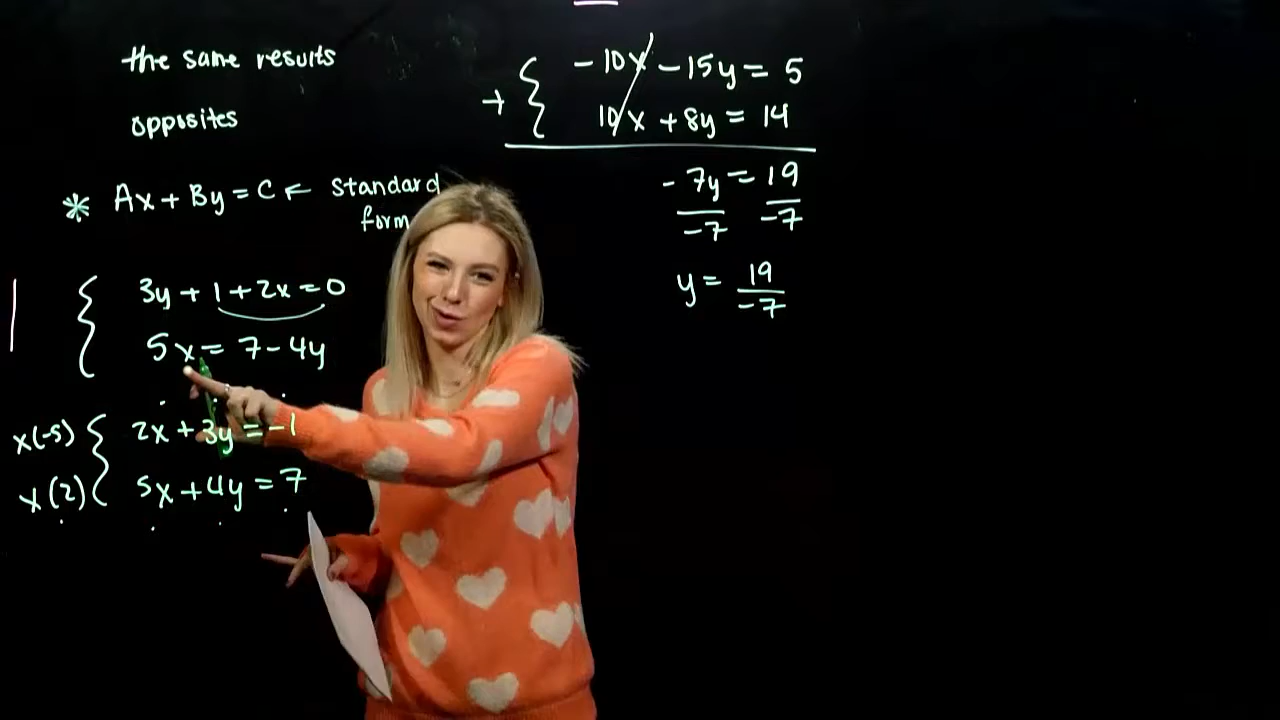 the same results
opposites
* Ax + By = C ← standard
form
{ 3y + 1 + 2x = 0
5x = 7 - 4y
x(-5) { 2x + 3y = -1
x(2) 5x + 4y = 7
+ { -10x - 15y = 5
10x + 8y = 14
-7y = 19
-7 -7
y = 19
-7